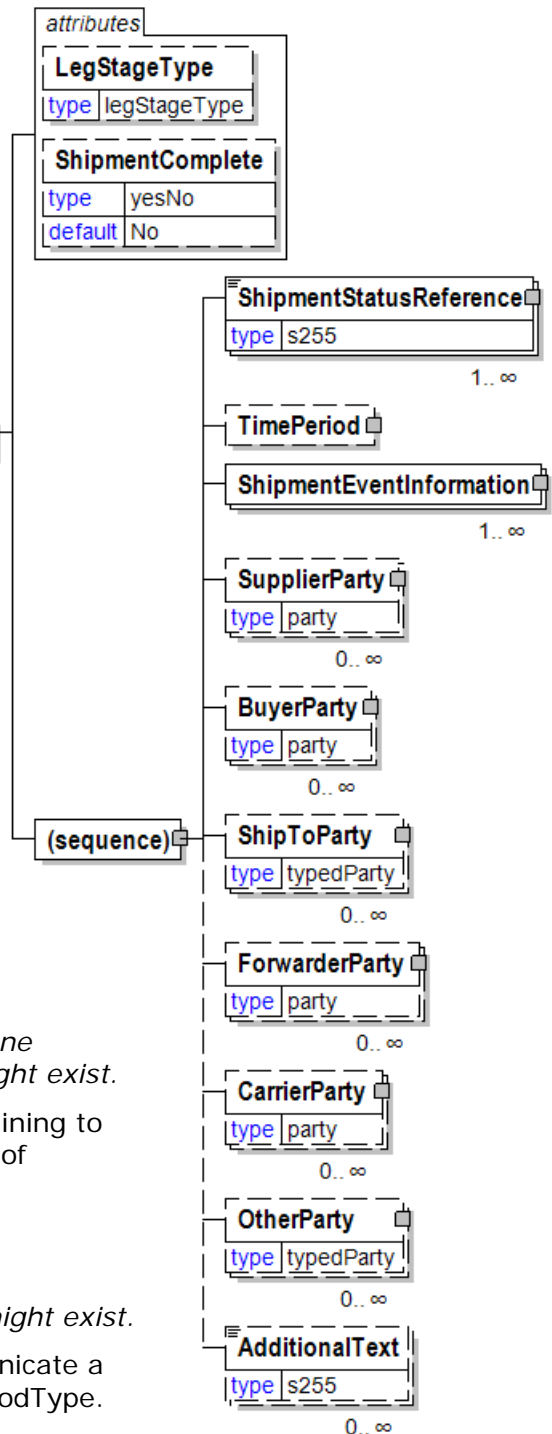 attributes
LegStageType
type legStageType
ShipmentComplete
type yesNo
default No
ShipmentStatusReference
type s255
1.. ∞
TimePeriod
ShipmentEventInformation
1.. ∞
SupplierParty
type party
0.. ∞
BuyerParty
type party
0.. ∞
(sequence)
ShipToParty
type typedParty
0.. ∞
ForwarderParty
type party
0.. ∞
CarrierParty
type party
0.. ∞
OtherParty
type typedParty
0.. ∞
AdditionalText
type s255
0.. ∞
ne
ght exist.
ining to
of
night exist.
nicate a
odType.